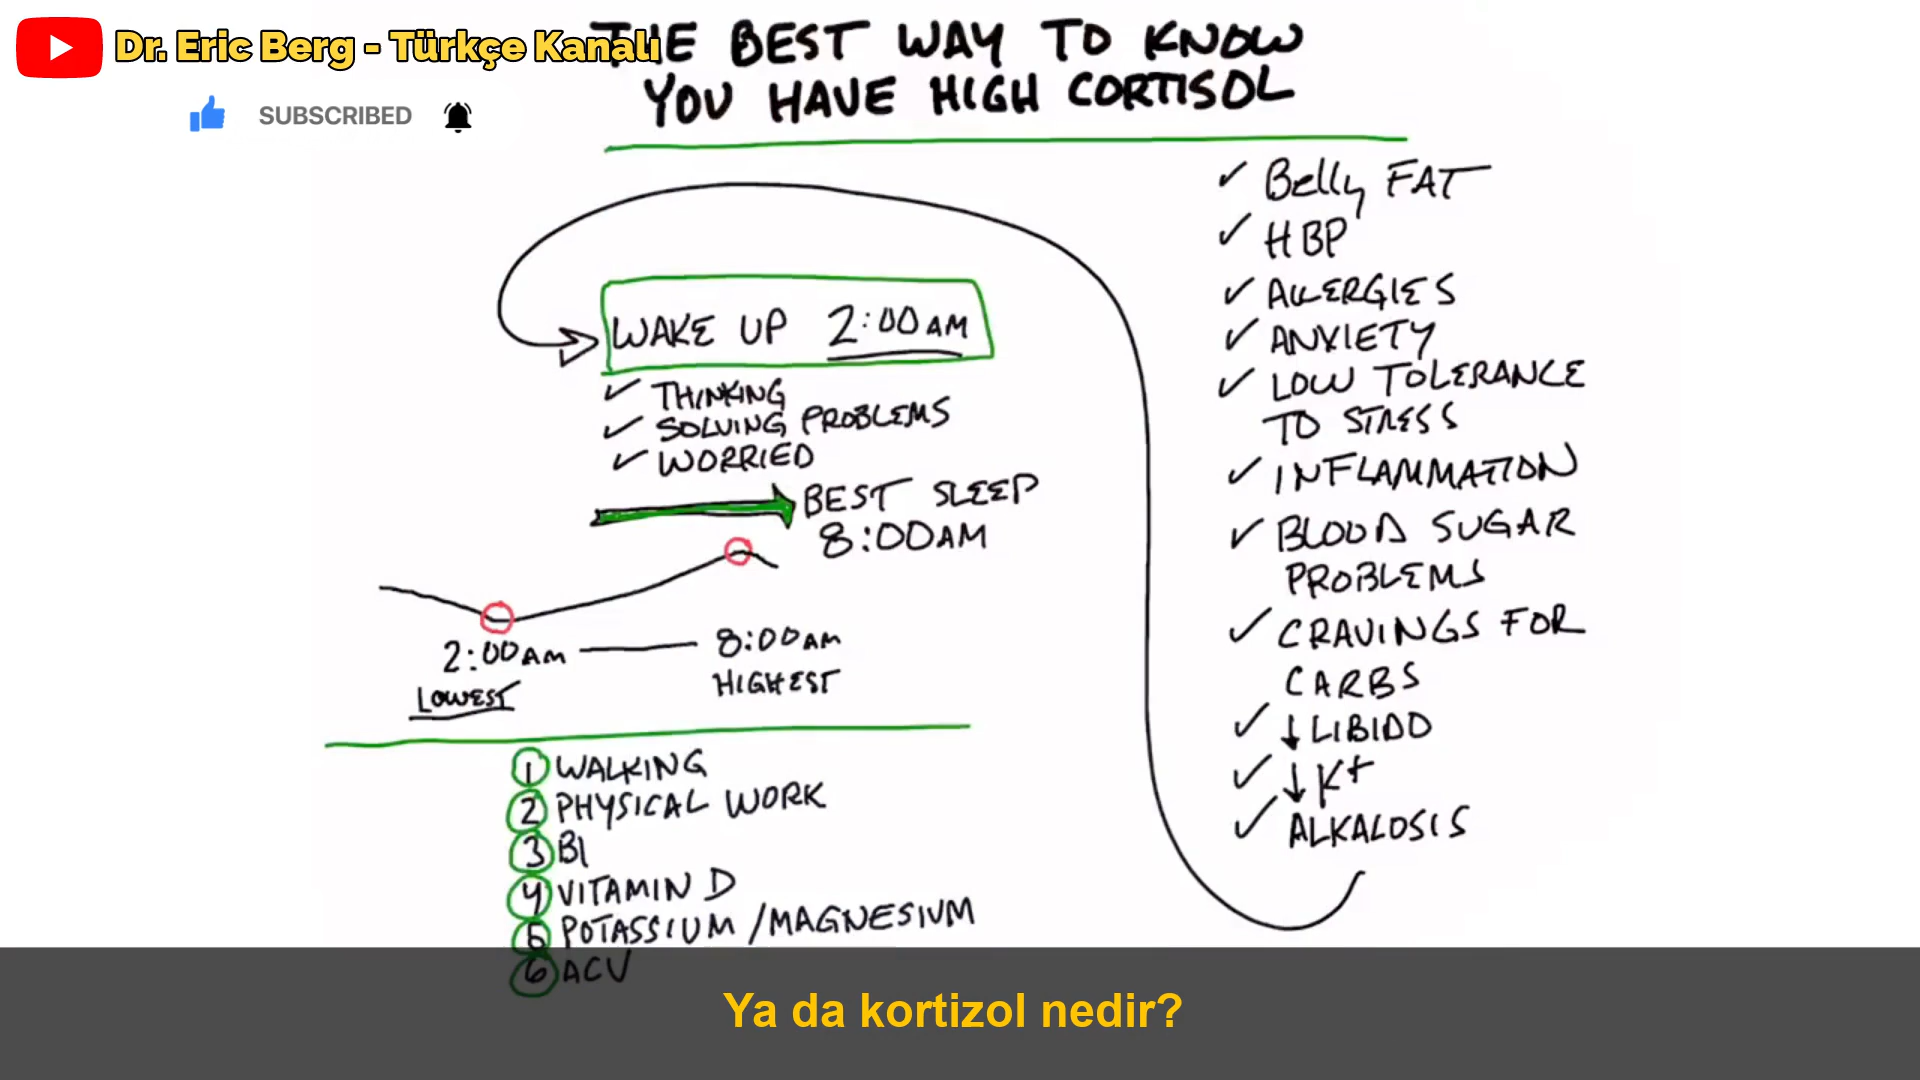 Dr. Eric Berg - Türkçe Kanalı
SUBSCRIBED
THE BEST WAY TO KNOW
YOU HAVE HIGH CORTISOL
WAKE UP 2:00AM
✓ THINKING
✓ SOLVING PROBLEMS
✓ WORRIED
BEST SLEEP
8:00AM
2:00AM — 8:00AM
LOWEST HIGHEST
1 WALKING
2 PHYSICAL WORK
3 B1
4 VITAMIN D
5 POTASSIUM / MAGNESIUM
6 ACV
✓ Belly FAT
✓ HBP
✓ ALLERGIES
✓ ANXIETY
✓ LOW TOLERANCE
TO STRESS
✓ INFLAMMATION
✓ BLOOD SUGAR
PROBLEMS
✓ CRAVINGS FOR
CARBS
✓ ↓ LIBIDO
✓ ↓ K+
✓ ALKALOSIS
Ya da kortizol nedir?